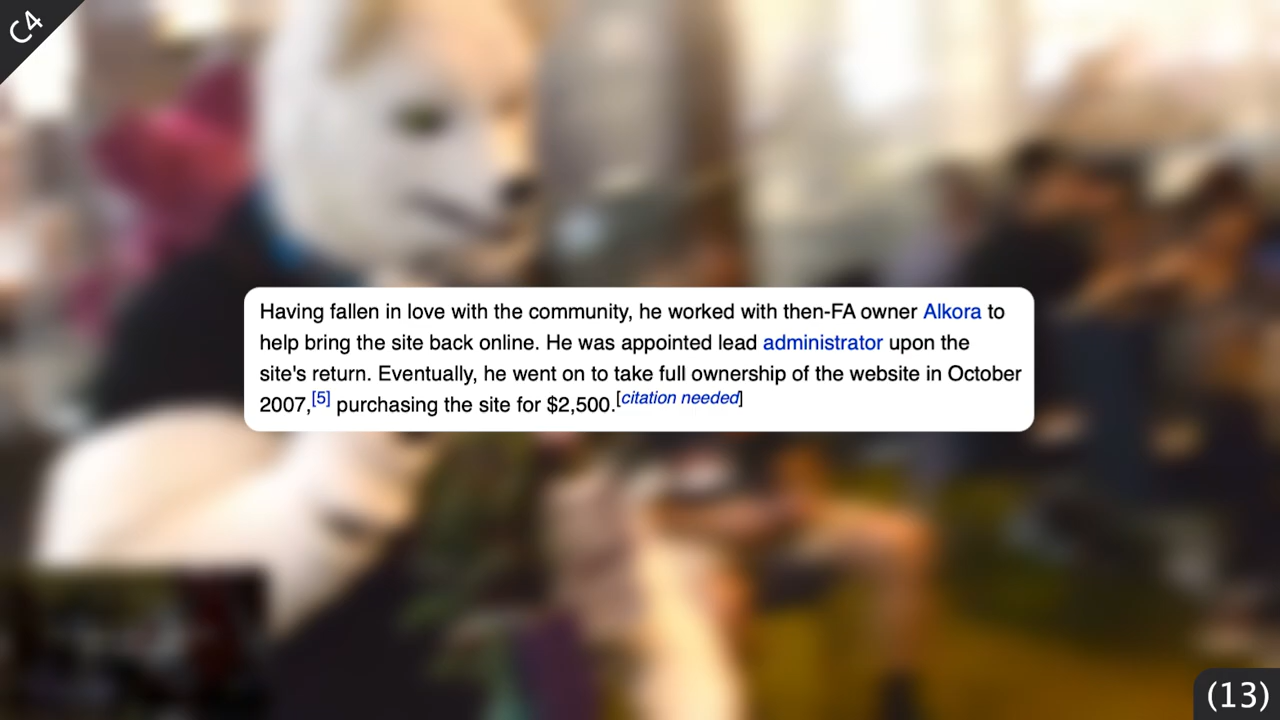 C4
Having fallen in love with the community, he worked with then-FA owner Alkora to
help bring the site back online. He was appointed lead administrator upon the
site's return. Eventually, he went on to take full ownership of the website in October
2007,[5] purchasing the site for $2,500.[citation needed]
(13)